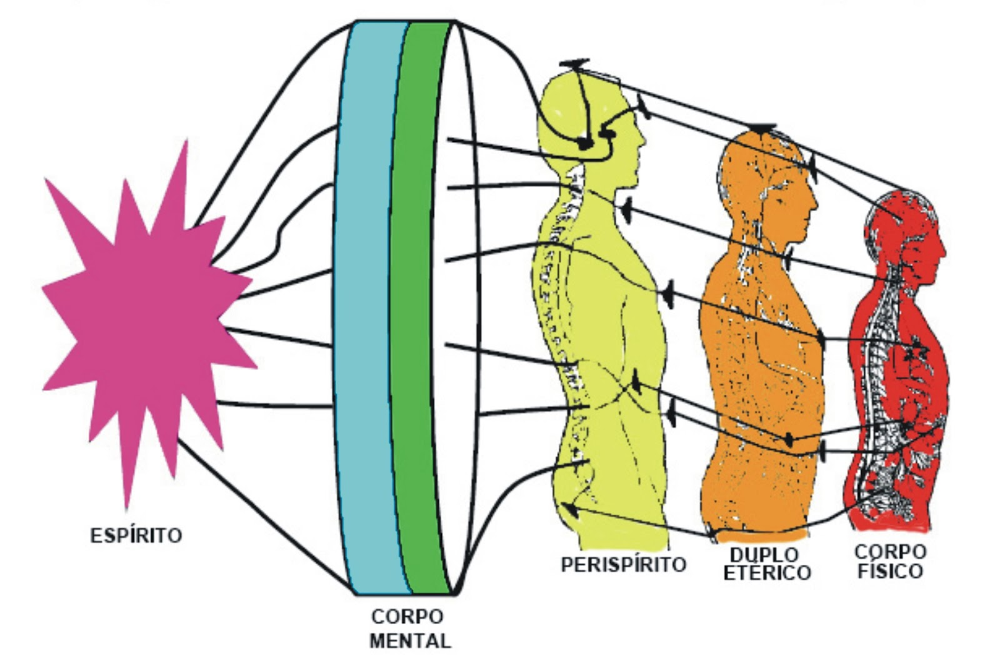 ESPÍRITO
CORPO
MENTAL
PERISPÍRITO
DUPLO
ETÉRICO
CORPO
FÍSICO